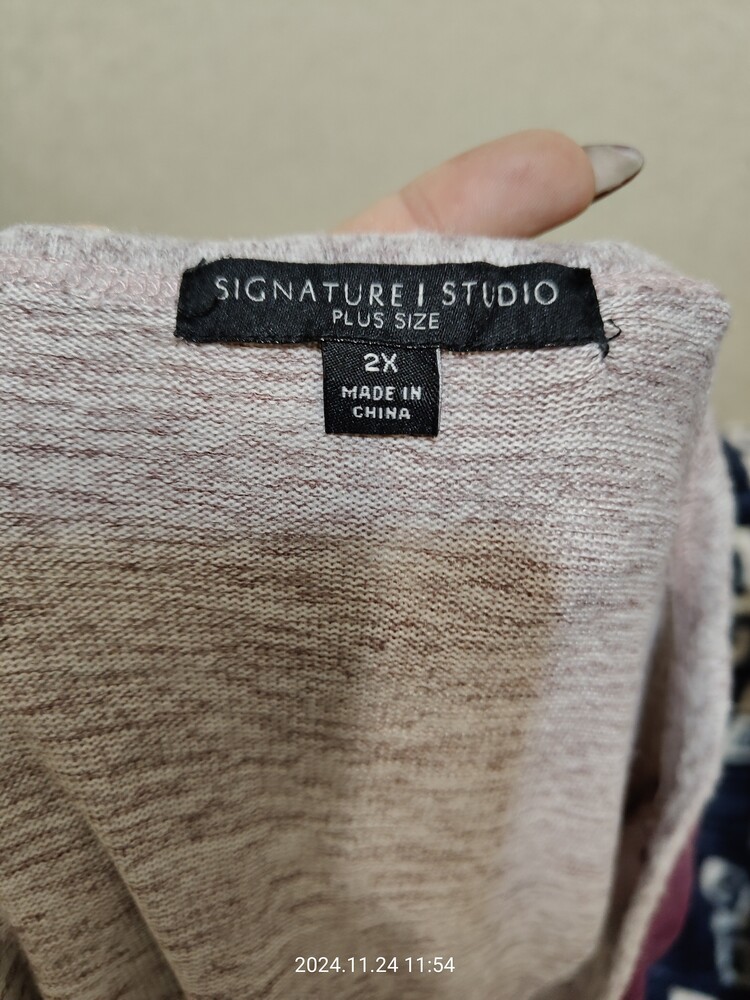 SIGNATURE | STUDIO
PLUS SIZE
2X
MADE IN
CHINA
2024.11.24 11:54